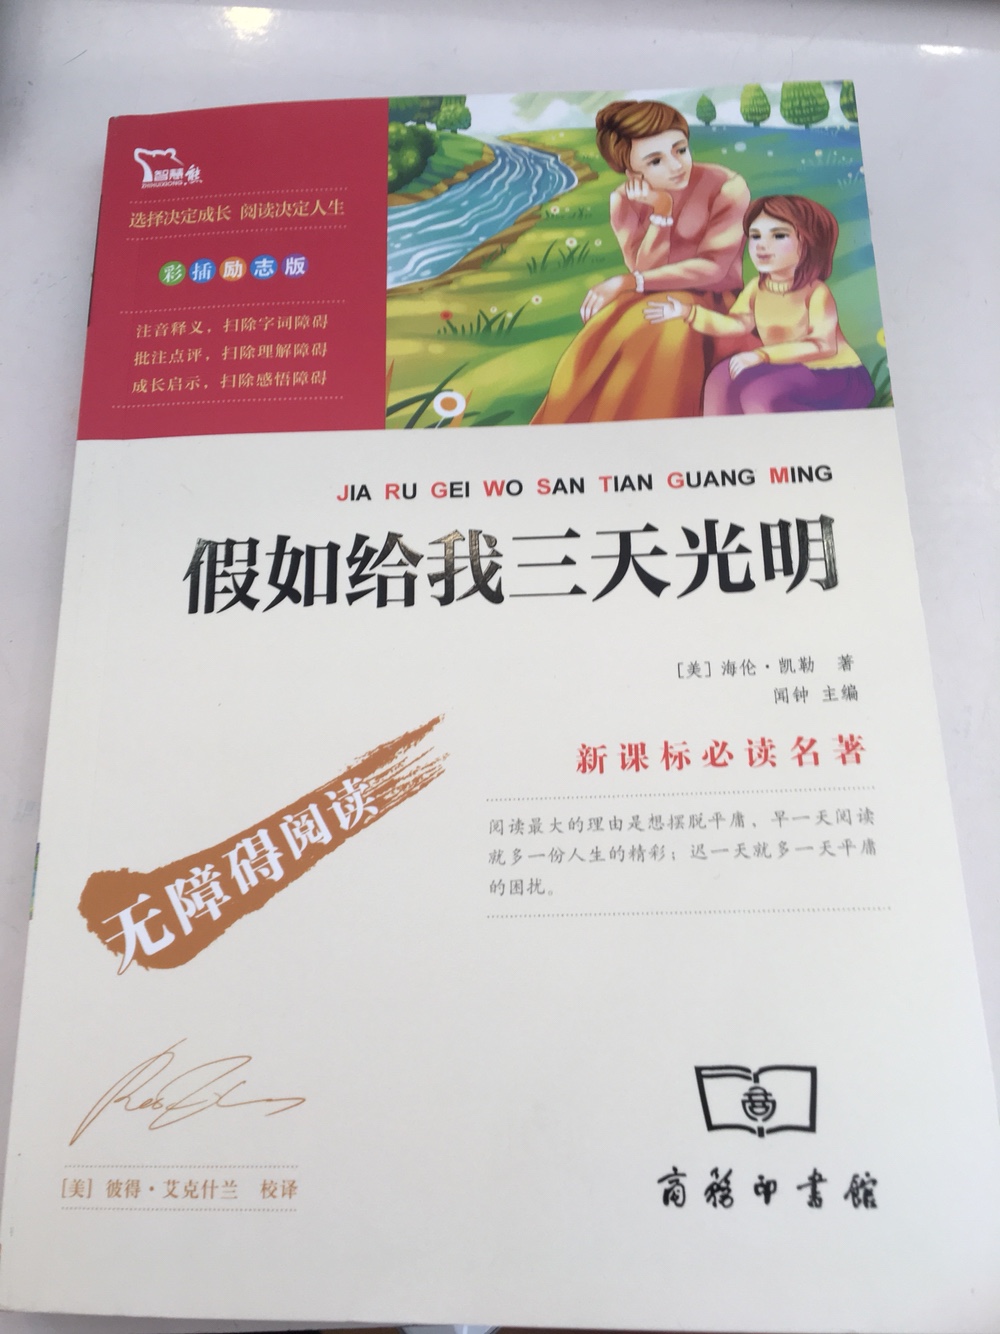 智慧熊
ZHIHUIXIONG
选择决定成长 阅读决定人生
彩插励志版
注音释义，扫除字词障碍
批注点评，扫除理解障碍
成长启示，扫除感悟障碍
JIA RU GEI WO SAN TIAN GUANG MING
假如给我三天光明
[美] 海伦·凯勒 著
闻钟 主编
新课标必读名著
阅读最大的理由是想摆脱平庸，早一天阅读
就多一份人生的精彩；迟一天就多一天平庸
的困扰。
无障碍阅读
[美] 彼得·艾克什兰 校译
商務印書館